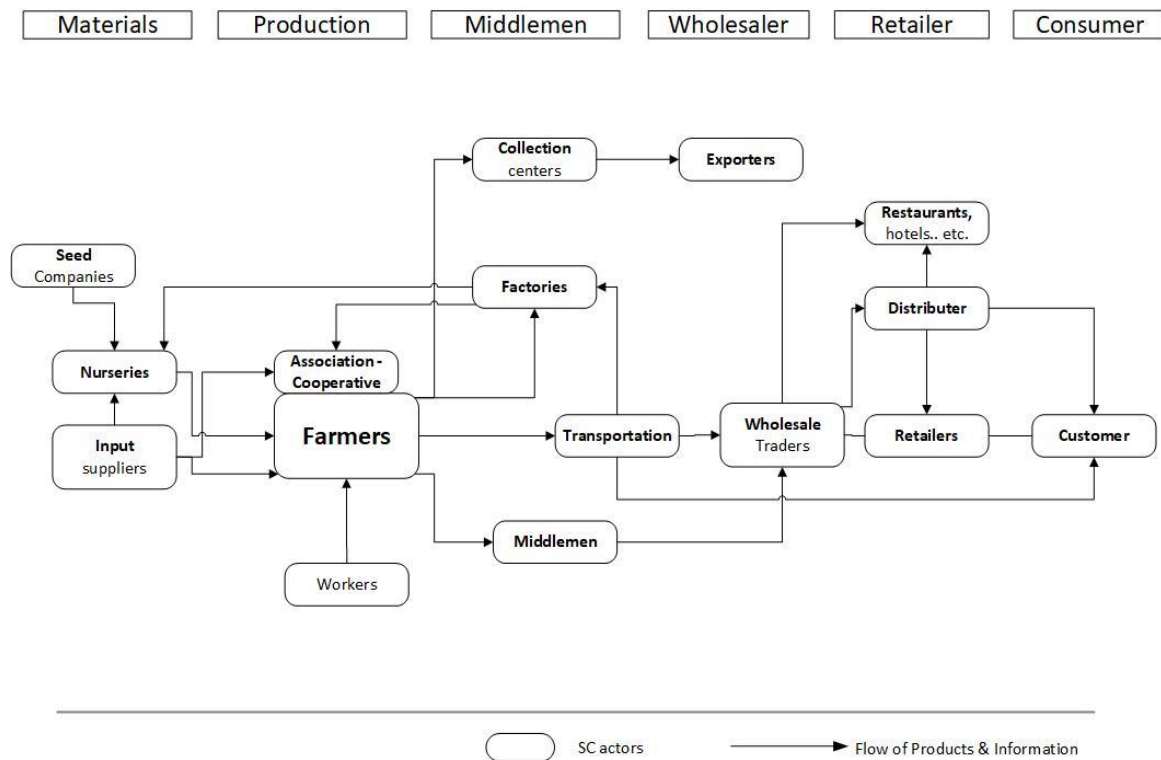 Materials
Production
Middlemen
Wholesaler
Retailer
Consumer
Collection
centers
Exporters
Restaurants,
hotels.. etc.
Seed
Companies
Factories
Distributer
Nurseries
Association -
Cooperative
Farmers
Input
suppliers
Transportation
Wholesale
Traders
Retailers
Customer
Middlemen
Workers
SC actors
Flow of Products & Information